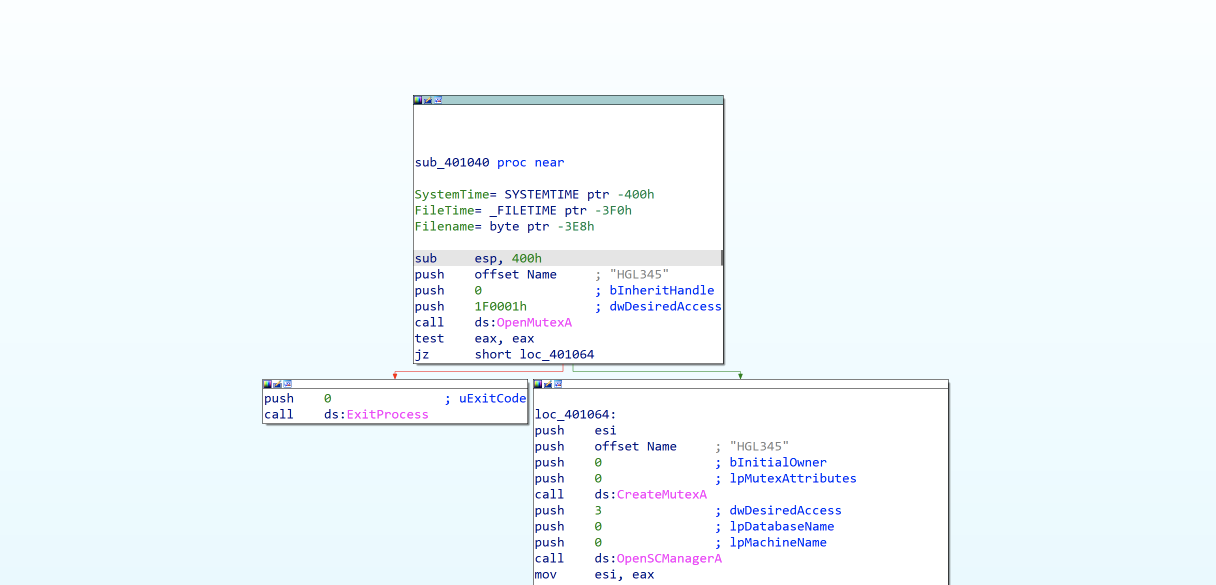 sub_401040 proc near
SystemTime= SYSTEMTIME ptr -400h
FileTime= _FILETIME ptr -3F0h
Filename= byte ptr -3E8h
sub     esp, 400h
push    offset Name     ; "HGL345"
push    0               ; bInheritHandle
push    1F0001h         ; dwDesiredAccess
call    ds:OpenMutexA
test    eax, eax
jz      short loc_401064
push    0               ; uExitCode
call    ds:ExitProcess
loc_401064:
push    esi
push    offset Name     ; "HGL345"
push    0               ; bInitialOwner
push    0               ; lpMutexAttributes
call    ds:CreateMutexA
push    3               ; dwDesiredAccess
push    0               ; lpDatabaseName
push    0               ; lpMachineName
call    ds:OpenSCManagerA
mov     esi, eax